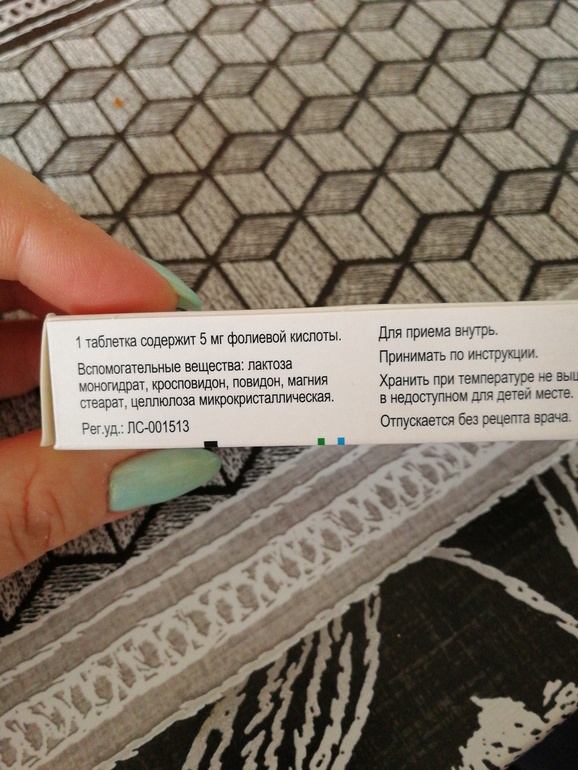 1 таблетка содержит 5 мг фолиевой кислоты.
Вспомогательные вещества: лактоза
моногидрат, кросповидон, повидон, магния
стеарат, целлюлоза микрокристаллическая.
Рег.уд.: ЛС-001513
Для приема внутрь.
Принимать по инструкции.
Хранить при температуре не
в недоступном для детей месте.
Отпускается без рецепта врача.